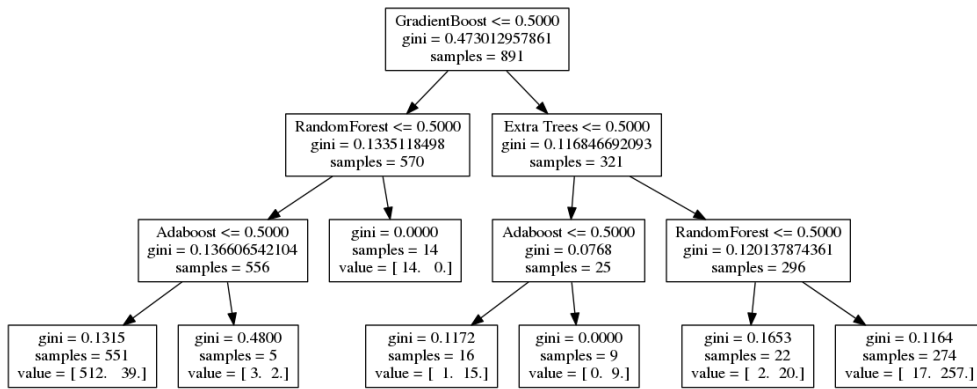 GradientBoost <= 0.5000
gini = 0.473012957861
samples = 891
RandomForest <= 0.5000
gini = 0.1335118498
samples = 570
Extra Trees <= 0.5000
gini = 0.116846692093
samples = 321
Adaboost <= 0.5000
gini = 0.136606542104
samples = 556
gini = 0.0000
samples = 14
value = [ 14.   0.]
Adaboost <= 0.5000
gini = 0.0768
samples = 25
RandomForest <= 0.5000
gini = 0.120137874361
samples = 296
gini = 0.1315
samples = 551
value = [ 512.   39.]
gini = 0.4800
samples = 5
value = [ 3.  2.]
gini = 0.1172
samples = 16
value = [  1.  15.]
gini = 0.0000
samples = 9
value = [ 0.  9.]
gini = 0.1653
samples = 22
value = [  2.  20.]
gini = 0.1164
samples = 274
value = [  17.  257.]